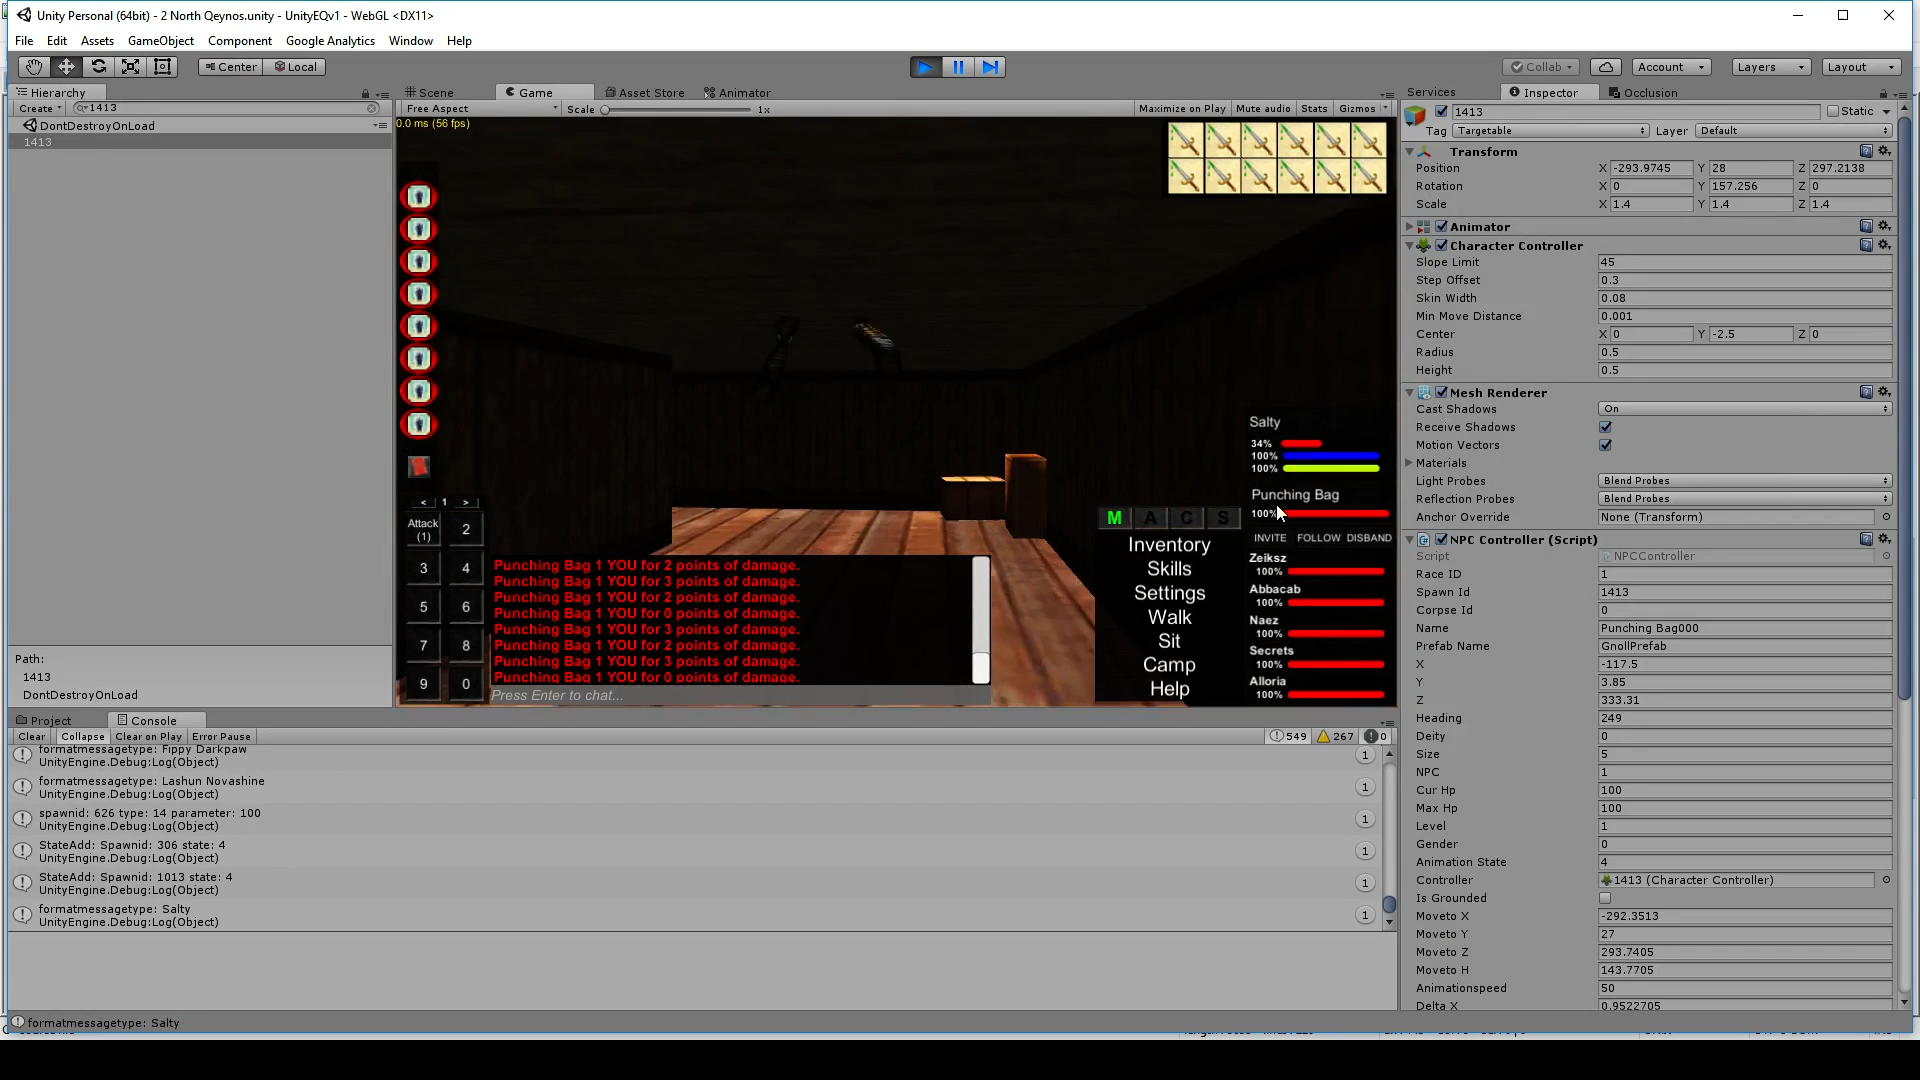 Unity Personal (64bit) - 2 North Qeynos.unity - UnityEQv1 - WebGL <DX11>
File Edit Assets GameObject Component Google Analytics Window Help
Center Local
Collab Account Layers Layout
Hierarchy
Create 1413
DontDestroyOnLoad
1413
Path:
1413
DontDestroyOnLoad
Scene Game Asset Store Animator
Free Aspect Scale 1x Maximize on Play Mute audio Stats Gizmos
0.0 ms (56 fps)
< 1 >
Attack (1) 2
3 4
5 6
7 8
9 0
Punching Bag 1 YOU for 2 points of damage.
Punching Bag 1 YOU for 3 points of damage.
Punching Bag 1 YOU for 2 points of damage.
Punching Bag 1 YOU for 0 points of damage.
Punching Bag 1 YOU for 3 points of damage.
Punching Bag 1 YOU for 2 points of damage.
Punching Bag 1 YOU for 3 points of damage.
Punching Bag 1 YOU for 0 points of damage.
Press Enter to chat...
M A C S
Inventory
Skills
Settings
Walk
Sit
Camp
Help
Salty
34%
100%
100%
Punching Bag
100%
INVITE FOLLOW DISBAND
Zeiksz
100%
Abbacab
100%
Naez
100%
Secrets
100%
Alloria
100%
Project Console
Clear Collapse Clear on Play Error Pause 549 267 0
formatmessagetype: Fippy Darkpaw
UnityEngine.Debug:Log(Object) 1
formatmessagetype: Lashun Novashine
UnityEngine.Debug:Log(Object) 1
spawnid: 626 type: 14 parameter: 100
UnityEngine.Debug:Log(Object) 1
StateAdd: Spawnid: 306 state: 4
UnityEngine.Debug:Log(Object) 1
StateAdd: Spawnid: 1013 state: 4
UnityEngine.Debug:Log(Object) 1
formatmessagetype: Salty
UnityEngine.Debug:Log(Object) 1
formatmessagetype: Salty
Services Inspector Occlusion
1413 Static
Tag Targetable Layer Default
Transform
Position X -293.9745 Y 28 Z 297.2138
Rotation X 0 Y 157.256 Z 0
Scale X 1.4 Y 1.4 Z 1.4
Animator
Character Controller
Slope Limit 45
Step Offset 0.3
Skin Width 0.08
Min Move Distance 0.001
Center X 0 Y -2.5 Z 0
Radius 0.5
Height 0.5
Mesh Renderer
Cast Shadows On
Receive Shadows
Motion Vectors
Materials
Light Probes Blend Probes
Reflection Probes Blend Probes
Anchor Override None (Transform)
NPC Controller (Script)
Script NPCController
Race ID 1
Spawn Id 1413
Corpse Id 0
Name Punching Bag000
Prefab Name GnollPrefab
X -117.5
Y 3.85
Z 333.31
Heading 249
Deity 0
Size 5
NPC 1
Cur Hp 100
Max Hp 100
Level 1
Gender 0
Animation State 4
Controller 1413 (Character Controller)
Is Grounded
Moveto X -292.3513
Moveto Y 27
Moveto Z 293.7405
Moveto H 143.7705
Animationspeed 50
Delta X 0.9522705